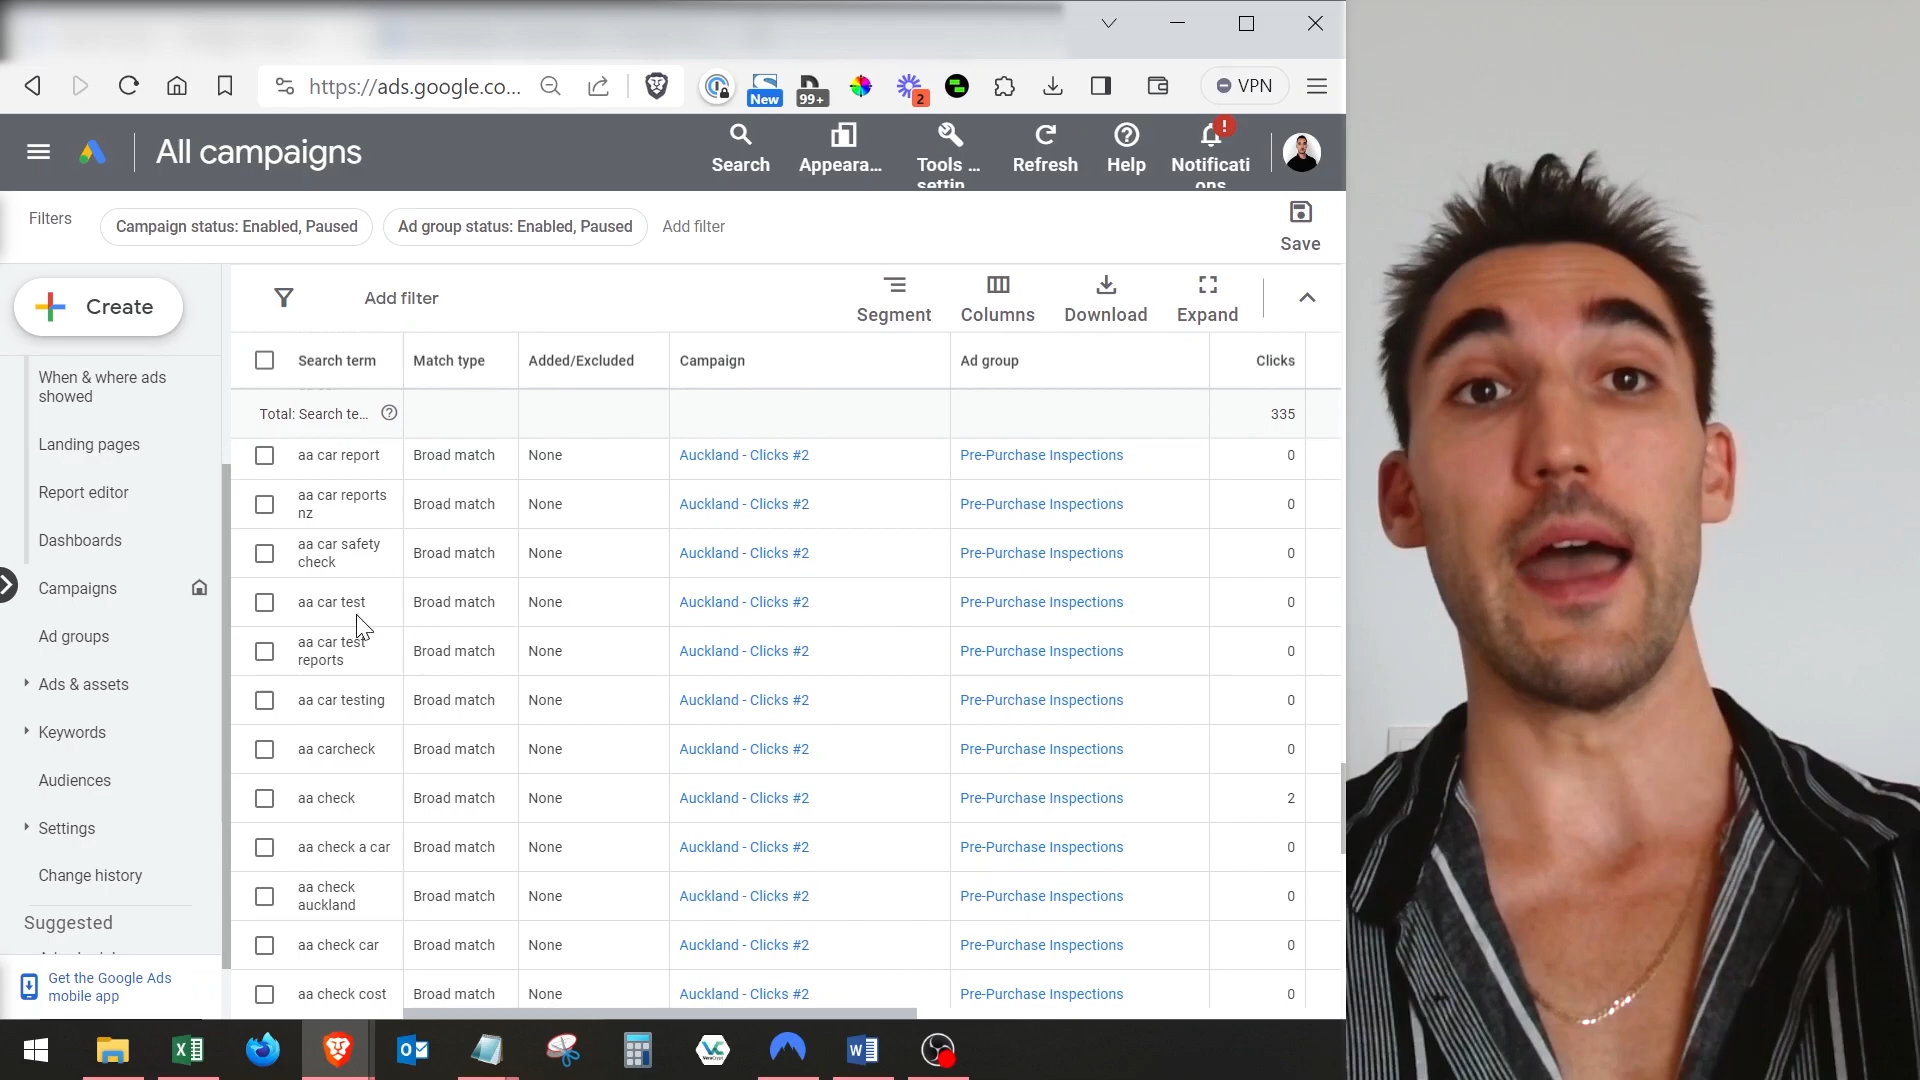 https://ads.google.co...
New
99+
2
VPN
All campaigns
Search
Appeara...
Tools ...
settin
Refresh
Help
!
Notificati
ons
Filters
Campaign status: Enabled, Paused
Ad group status: Enabled, Paused
Add filter
Save
Create
Add filter
Segment
Columns
Download
Expand
When & where ads
showed
Landing pages
Report editor
Dashboards
Campaigns
Ad groups
Ads & assets
Keywords
Audiences
Settings
Change history
Suggested
Get the Google Ads
mobile app
Search term Match type Added/Excluded Campaign Ad group Clicks
Total: Search te... 335
aa car report Broad match None Auckland - Clicks #2 Pre-Purchase Inspections 0
aa car reports
nz Broad match None Auckland - Clicks #2 Pre-Purchase Inspections 0
aa car safety
check Broad match None Auckland - Clicks #2 Pre-Purchase Inspections 0
aa car test Broad match None Auckland - Clicks #2 Pre-Purchase Inspections 0
aa car test
reports Broad match None Auckland - Clicks #2 Pre-Purchase Inspections 0
aa car testing Broad match None Auckland - Clicks #2 Pre-Purchase Inspections 0
aa carcheck Broad match None Auckland - Clicks #2 Pre-Purchase Inspections 0
aa check Broad match None Auckland - Clicks #2 Pre-Purchase Inspections 2
aa check a car Broad match None Auckland - Clicks #2 Pre-Purchase Inspections 0
aa check
auckland Broad match None Auckland - Clicks #2 Pre-Purchase Inspections 0
aa check car Broad match None Auckland - Clicks #2 Pre-Purchase Inspections 0
aa check cost Broad match None Auckland - Clicks #2 Pre-Purchase Inspections 0